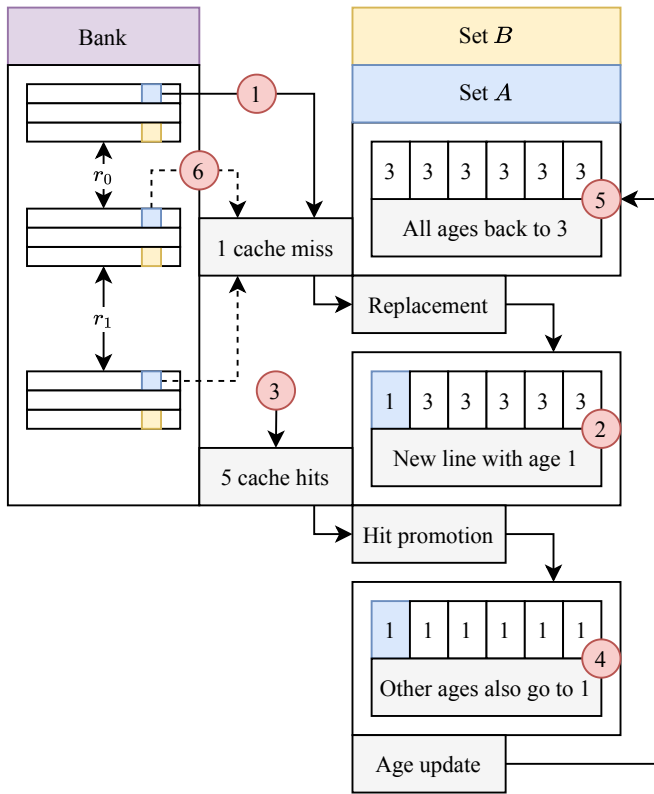 Bank
Set B
Set A
1
r₀
6
3 3 3 3 3 3
5
All ages back to 3
1 cache miss
Replacement
r₁
3
1 3 3 3 3 3
2
New line with age 1
5 cache hits
Hit promotion
1 1 1 1 1 1
4
Other ages also go to 1
Age update